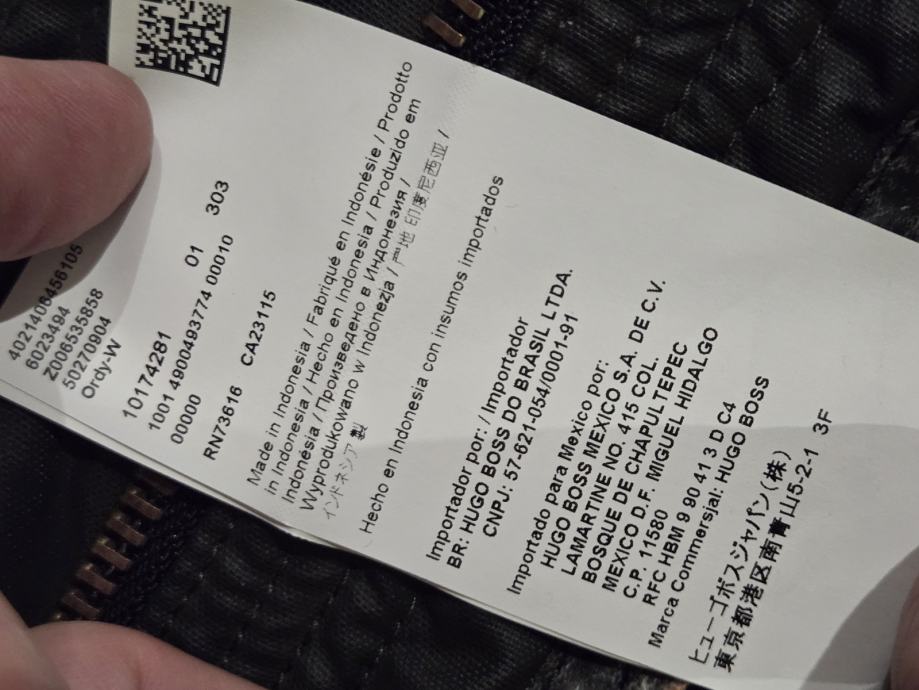 4021406456105
6023494
Z006535858
50270904
Ordy-W
10174281 01 303
1001 4900493774 00010
00000
RN73616 CA23115
Made in Indonesia / Fabriqué en Indonésie / Prodotto
in Indonesia / Hecho en Indonesia / Produzido em
Indonésia / Произведено в Индонезия /
Wyprodukowano w Indonezja / 产地 印度尼西亚 /
インドネシア 製
Hecho en Indonesia con insumos importados
Importador por: / Importador
BR: HUGO BOSS DO BRASIL LTDA.
CNPJ: 57-621-054/0001-91
Importado para Mexico por:
HUGO BOSS MEXICO S.A. DE C.V.
LAMARTINE NO. 415 COL.
BOSQUE DE CHAPULTEPEC
MEXICO D.F. MIGUEL HIDALGO
C.P. 11580
RFC HBM 9 90 41 3 D C4
Marca Commersial: HUGO BOSS
ヒューゴボスジャパン(株)
東京都港区南青山5-2-1 3F